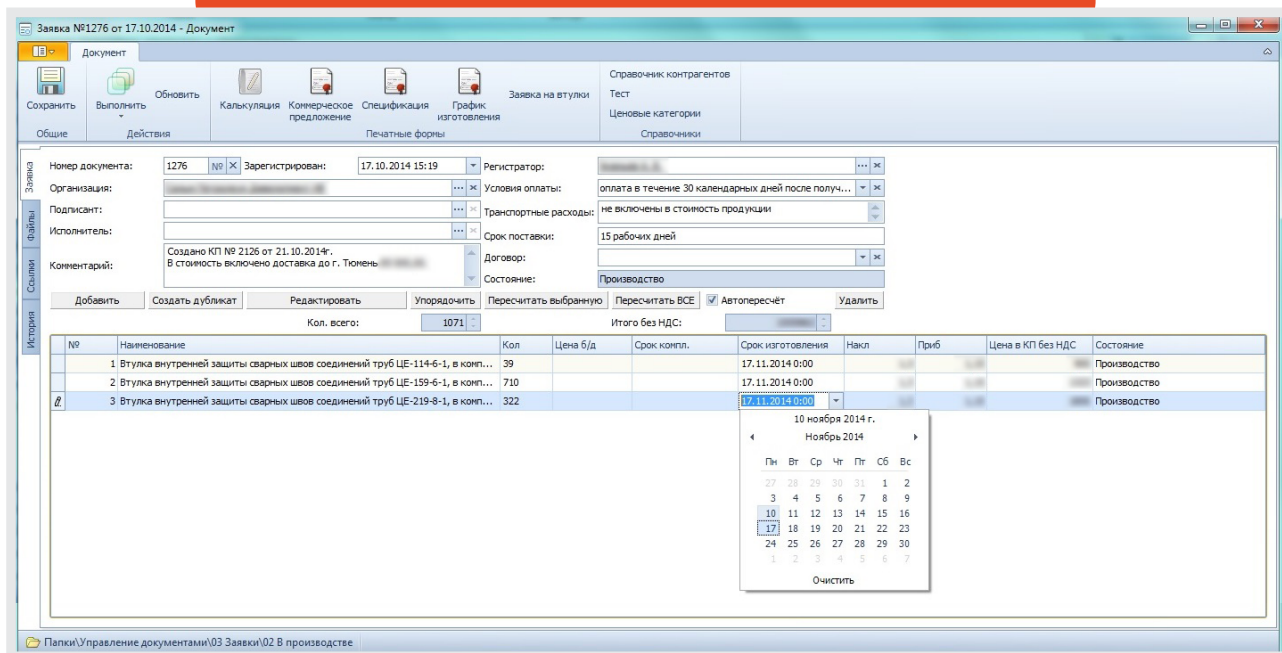 Заявка №1276 от 17.10.2014 - Документ
Документ
Сохранить
Выполнить
Обновить
Калькуляция
Коммерческое предложение
Спецификация
График изготовления
Заявка на втулки
Справочник контрагентов
Тест
Ценовые категории
Общие
Действия
Печатные формы
Справочники
Заявка
Файлы
Ссылки
История
Номер документа: 1276 № Зарегистрирован: 17.10.2014 15:19 Регистратор:
Организация: Условия оплаты: оплата в течение 30 календарных дней после получ...
Подписант: Транспортные расходы: не включены в стоимость продукции
Исполнитель: Срок поставки: 15 рабочих дней
Комментарий: Создано КП № 2126 от 21.10.2014г.
В стоимость включено доставка до г. Тюмень
Договор:
Состояние: Производство
Добавить Создать дубликат Редактировать Упорядочить Пересчитать выбранную Пересчитать ВСЕ Автопересчёт Удалить
Кол. всего: 1071 Итого без НДС:
№ Наименование Кол Цена б/д Срок компл. Срок изготовления Накл Приб Цена в КП без НДС Состояние
1 Втулка внутренней защиты сварных швов соединений труб ЦЕ-114-6-1, в комп... 39 17.11.2014 0:00 Производство
2 Втулка внутренней защиты сварных швов соединений труб ЦЕ-159-6-1, в комп... 710 17.11.2014 0:00 Производство
3 Втулка внутренней защиты сварных швов соединений труб ЦЕ-219-8-1, в комп... 322 17.11.2014 0:00 Производство
10 ноября 2014 г.
Ноябрь 2014
Пн Вт Ср Чт Пт Сб Вс
27 28 29 30 31 1 2
3 4 5 6 7 8 9
10 11 12 13 14 15 16
17 18 19 20 21 22 23
24 25 26 27 28 29 30
1 2 3 4 5 6 7
Очистить
Папки\Управление документами\03 Заявки\02 В производстве